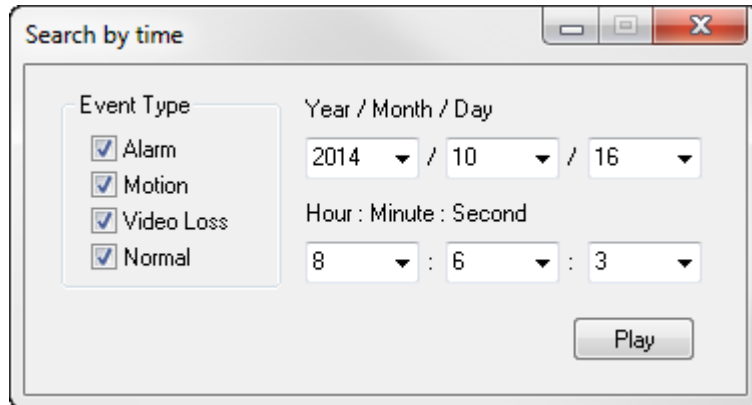 Search by time
Event Type
Alarm
Motion
Video Loss
Normal
Year / Month / Day
2014 / 10 / 16
Hour : Minute : Second
8 : 6 : 3
Play